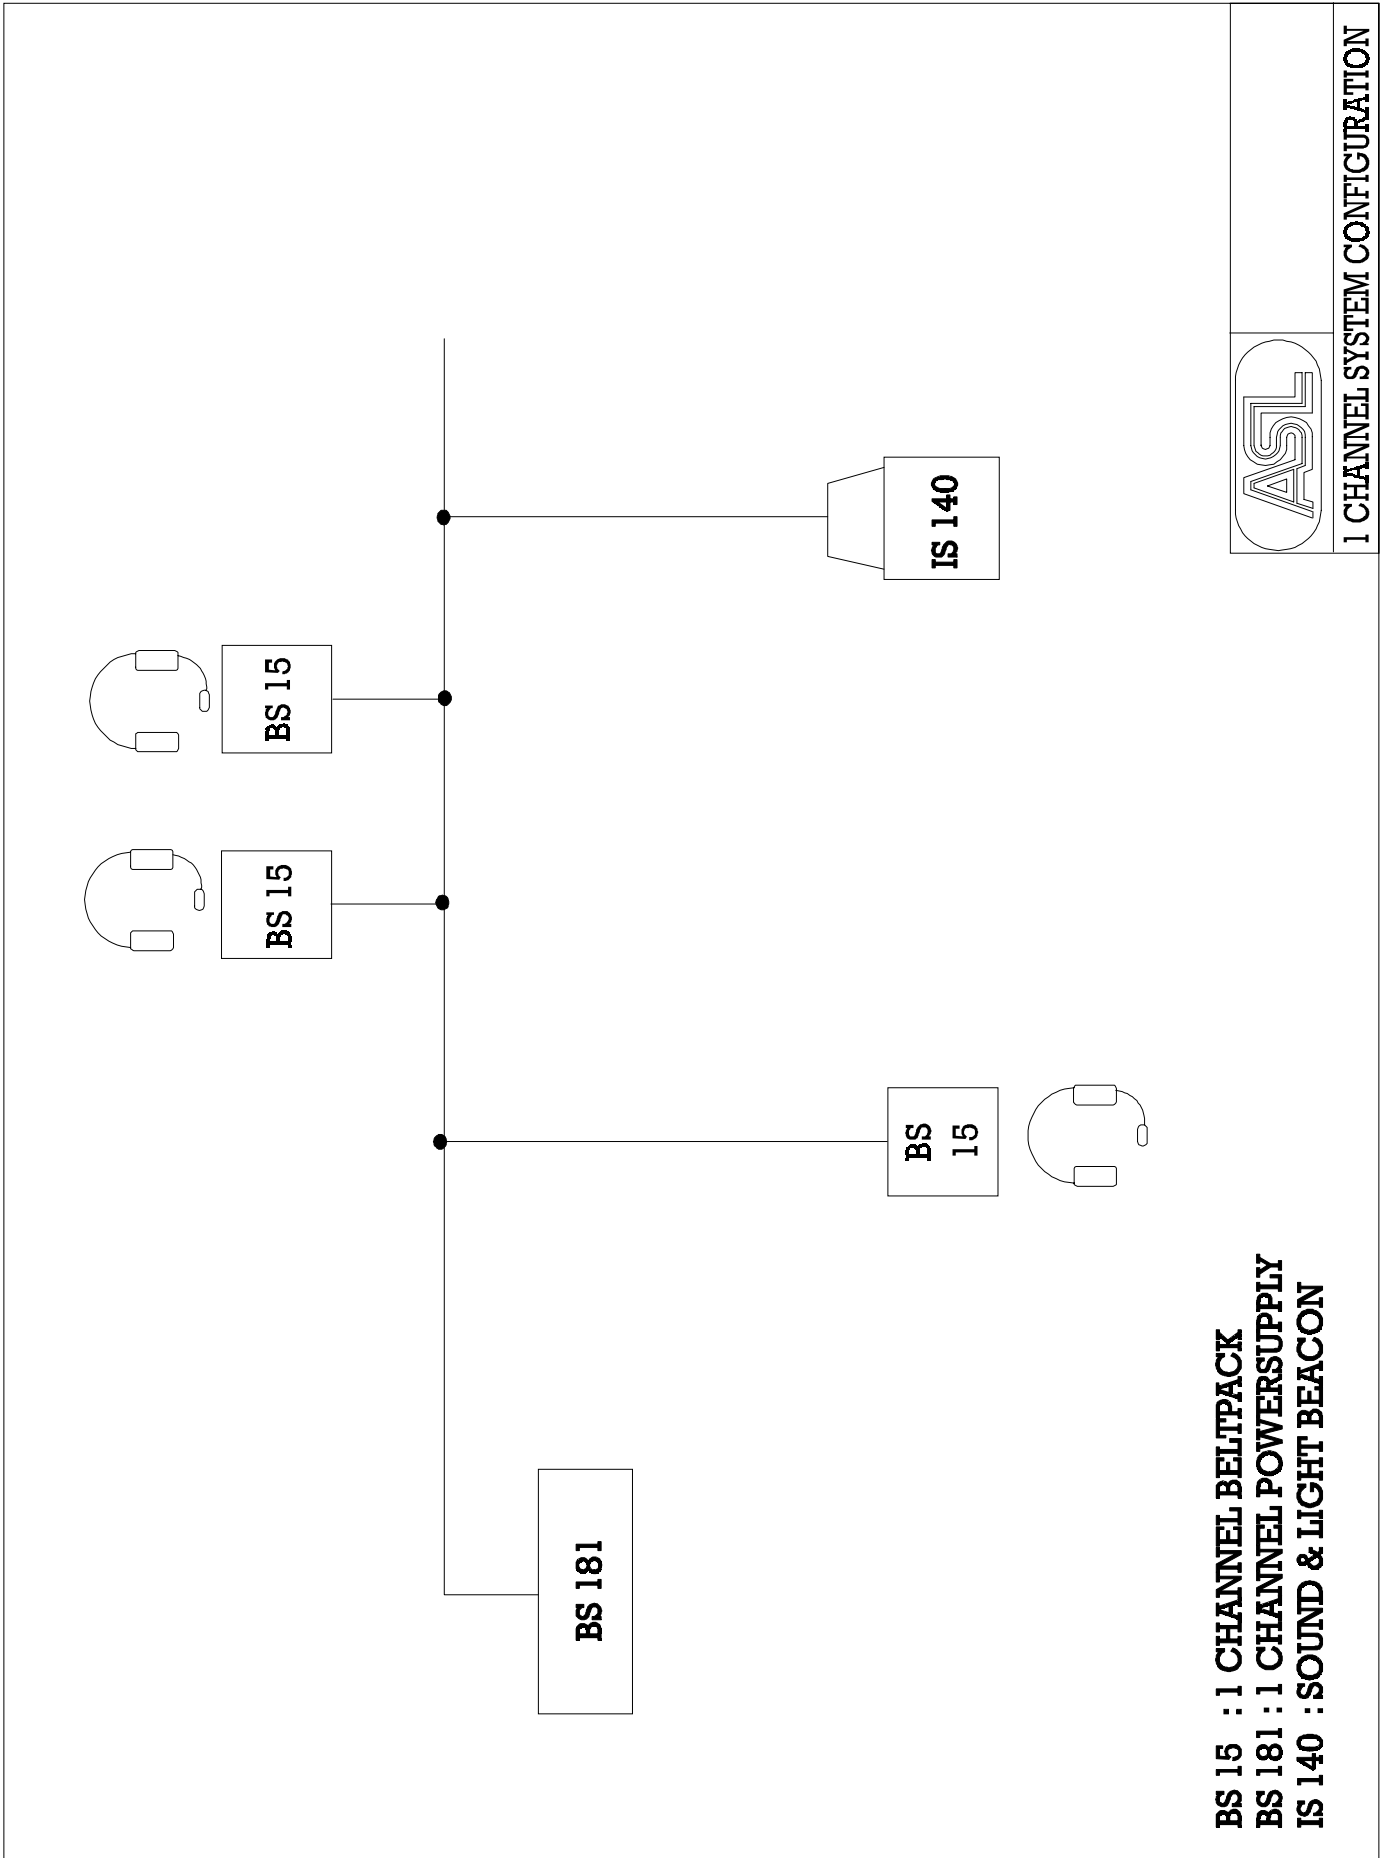 BS 15
BS 15
BS
15
IS 140
BS 181
BS 15 : 1 CHANNEL BELTPACK
BS 181 : 1 CHANNEL POWERSUPPLY
IS 140 : SOUND & LIGHT BEACON
ASL
1 CHANNEL SYSTEM CONFIGURATION